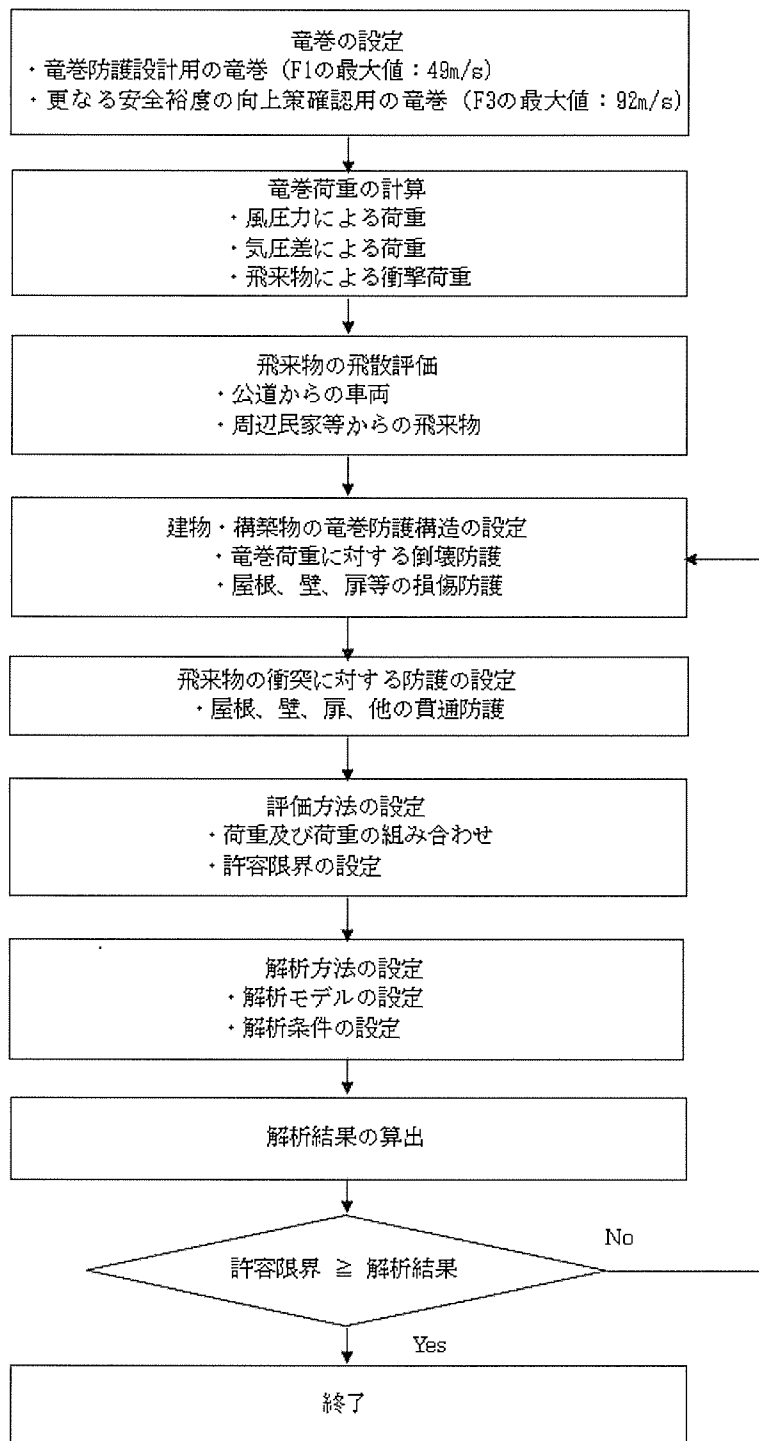 竜巻の設定
・竜巻防護設計用の竜巻（F1の最大値：49m/s）
・更なる安全裕度の向上策確認用の竜巻（F3の最大値：92m/s）
竜巻荷重の計算
・風圧力による荷重
・気圧差による荷重
・飛来物による衝撃荷重
飛来物の飛散評価
・公道からの車両
・周辺民家等からの飛来物
建物・構築物の竜巻防護構造の設定
・竜巻荷重に対する倒壊防護
・屋根、壁、扉等の損傷防護
飛来物の衝突に対する防護の設定
・屋根、壁、扉、他の貫通防護
評価方法の設定
・荷重及び荷重の組み合わせ
・許容限界の設定
解析方法の設定
・解析モデルの設定
・解析条件の設定
解析結果の算出
許容限界 ≧ 解析結果
No
Yes
終了